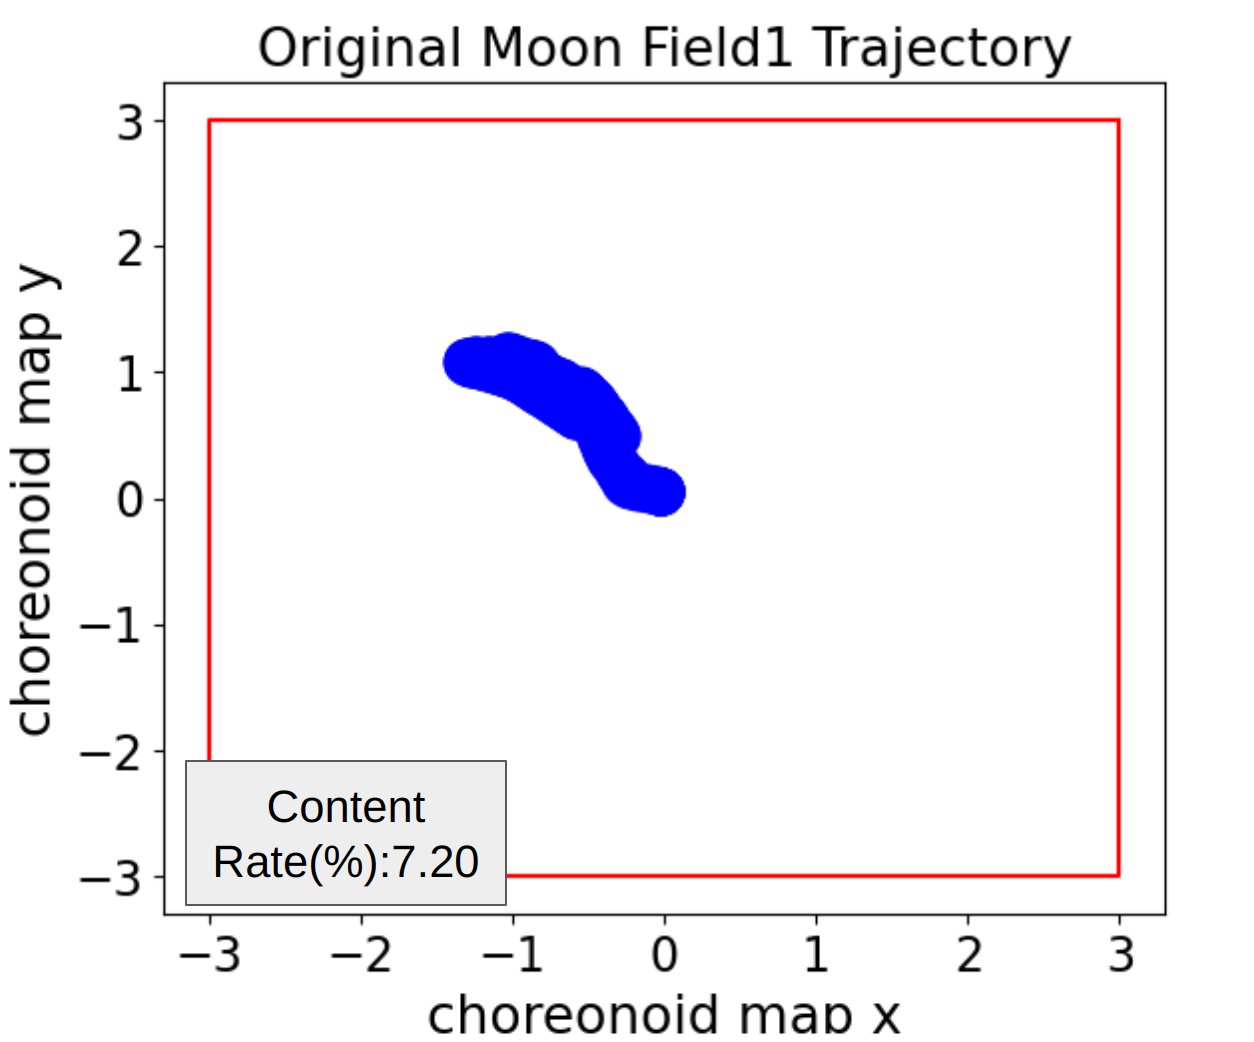 Original Moon Field1 Trajectory
choreonoid map y
3
2
1
0
−1
−2
−3
Content
Rate(%):7.20
−3 −2 −1 0 1 2 3
choreonoid map x